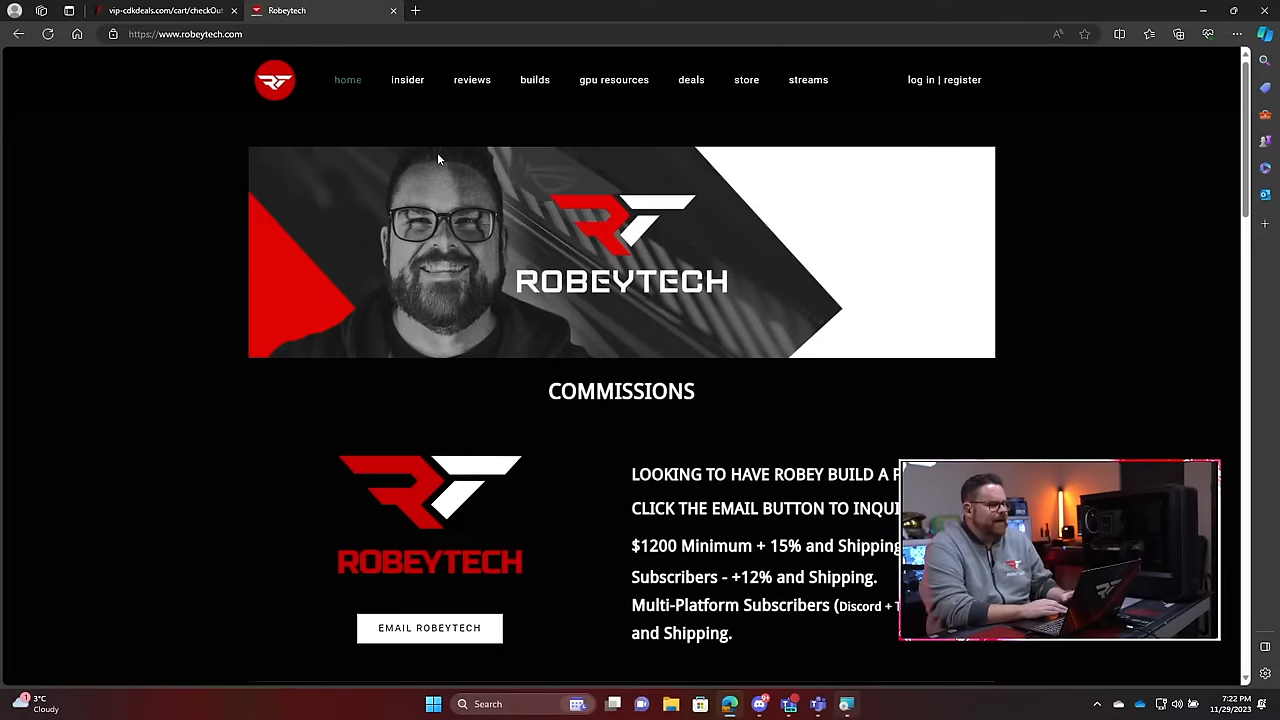 vip-cdkdeals.com/cart/checkOut
Robeytech
https://www.robeytech.com
home insider reviews builds gpu resources deals store streams log in | register
ROBEYTECH
COMMISSIONS
LOOKING TO HAVE ROBEY BUILD A
CLICK THE EMAIL BUTTON TO INQUI
$1200 Minimum + 15% and Shipping
Subscribers - +12% and Shipping.
Multi-Platform Subscribers (Discord +
and Shipping.
ROBEYTECH
EMAIL ROBEYTECH
3°C
Cloudy
Search
7:22 PM
11/29/2023